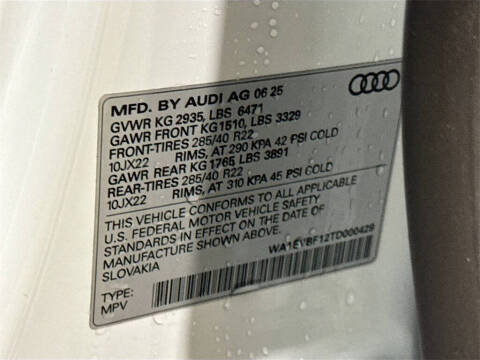 MFD. BY AUDI AG 06 25
GVWR KG 2935, LBS 6471
GAWR FRONT KG1510, LBS 3329
FRONT-TIRES 285/40 R22
10JX22 RIMS, AT 290 KPA 42 PSI COLD
GAWR REAR KG 1765 LBS 3891
REAR-TIRES 285/40 R22
10JX22 RIMS, AT 310 KPA 45 PSI COLD
THIS VEHICLE CONFORMS TO ALL APPLICABLE
U.S. FEDERAL MOTOR VEHICLE SAFETY
STANDARDS IN EFFECT ON THE DATE OF
MANUFACTURE SHOWN ABOVE.
SLOVAKIA
WA1EVBF12TD000429
TYPE:
MPV